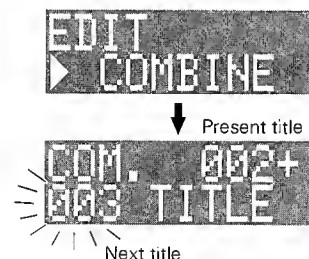 EDIT
▶ COMBINE
Present title
COM. 002+
003 TITLE
Next title